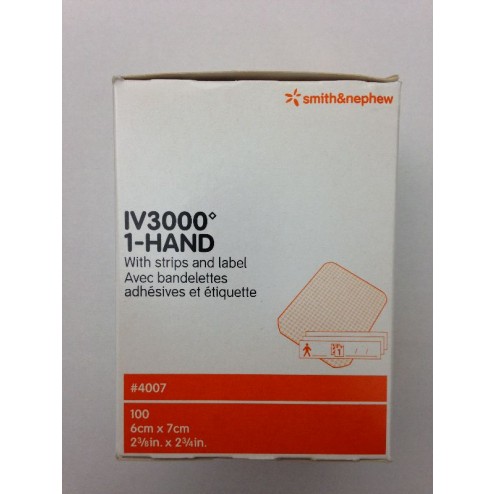 smith&nephew
IV3000◇
1-HAND
With strips and label
Avec bandelettes
adhésives et étiquette
1
#4007
100
6cm x 7cm
2⅜in. x 2¾in.